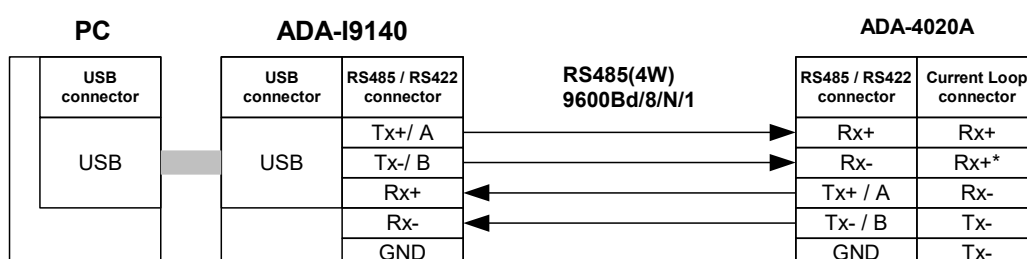 PC ADA-I9140 ADA-4020A
USB connector
USB connector
RS485 / RS422 connector
RS485(4W)
9600Bd/8/N/1
RS485 / RS422 connector
Current Loop connector
USB USB
Tx+/ A Rx+ Rx+
Tx-/ B Rx- Rx+*
Rx+ Tx+ / A Rx-
Rx- Tx- / B Tx-
GND GND Tx-